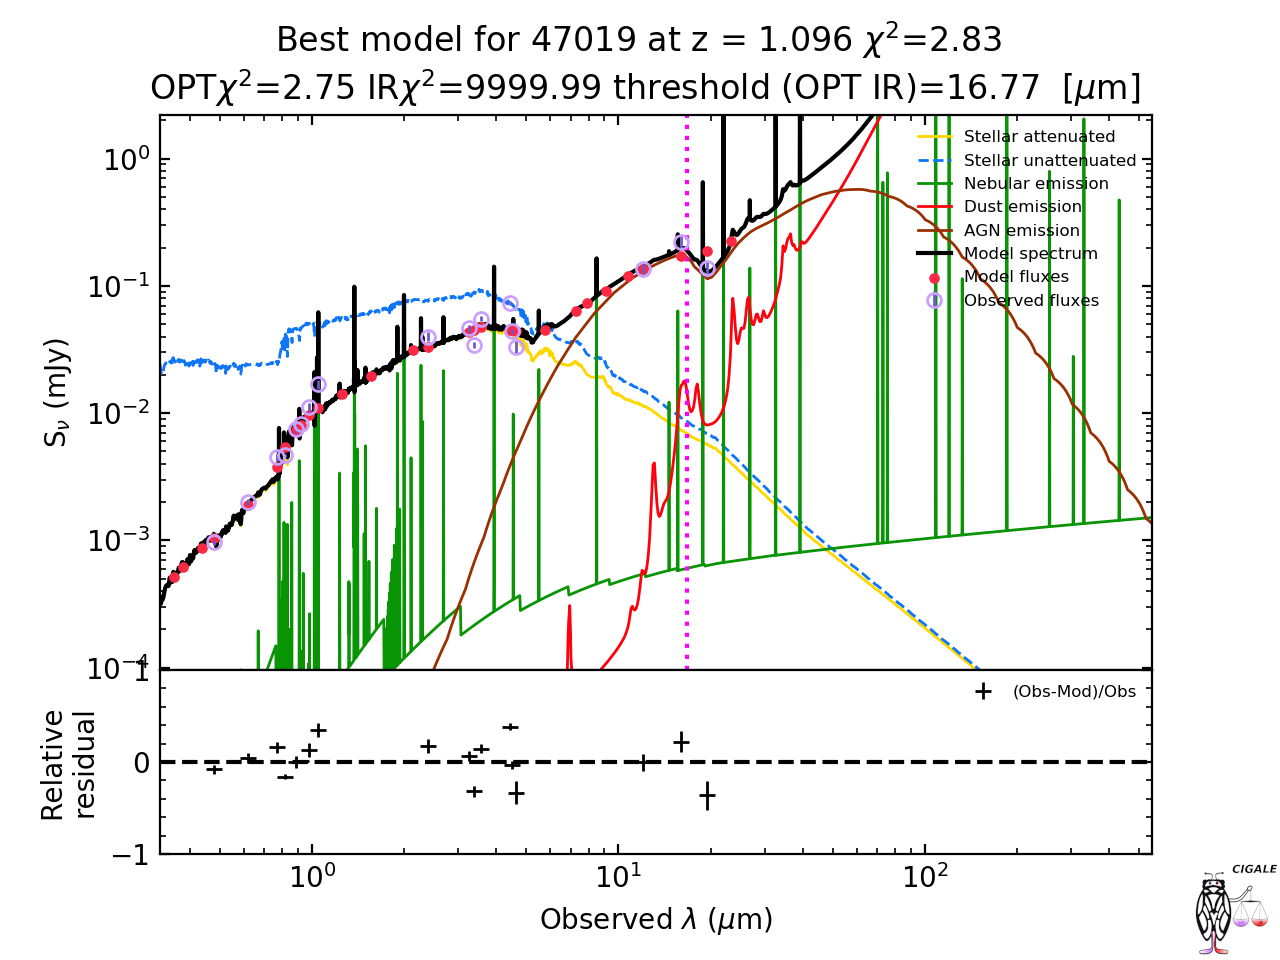 Best model for 47019 at z = 1.096 χ²=2.83
OPTχ²=2.75 IRχ²=9999.99 threshold (OPT IR)=16.77 [μm]
Stellar attenuated
Stellar unattenuated
Nebular emission
Dust emission
AGN emission
Model spectrum
Model fluxes
Observed fluxes
S_ν (mJy)
10⁰
10⁻¹
10⁻²
10⁻³
10⁻⁴
(Obs-Mod)/Obs
Relative
residual
1
0
−1
10⁰ 10¹ 10²
Observed λ (μm)
CIGALE